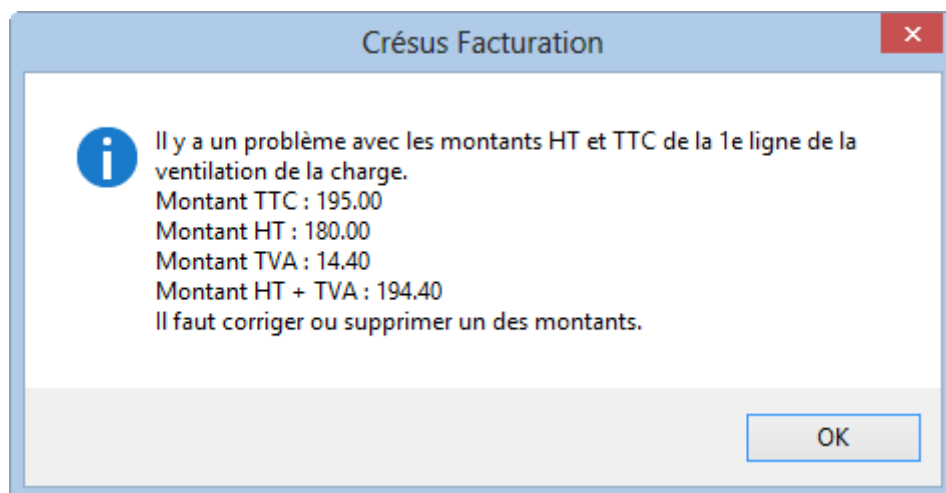 Crésus Facturation
Il y a un problème avec les montants HT et TTC de la 1e ligne de la
ventilation de la charge.
Montant TTC : 195.00
Montant HT : 180.00
Montant TVA : 14.40
Montant HT + TVA : 194.40
Il faut corriger ou supprimer un des montants.
OK